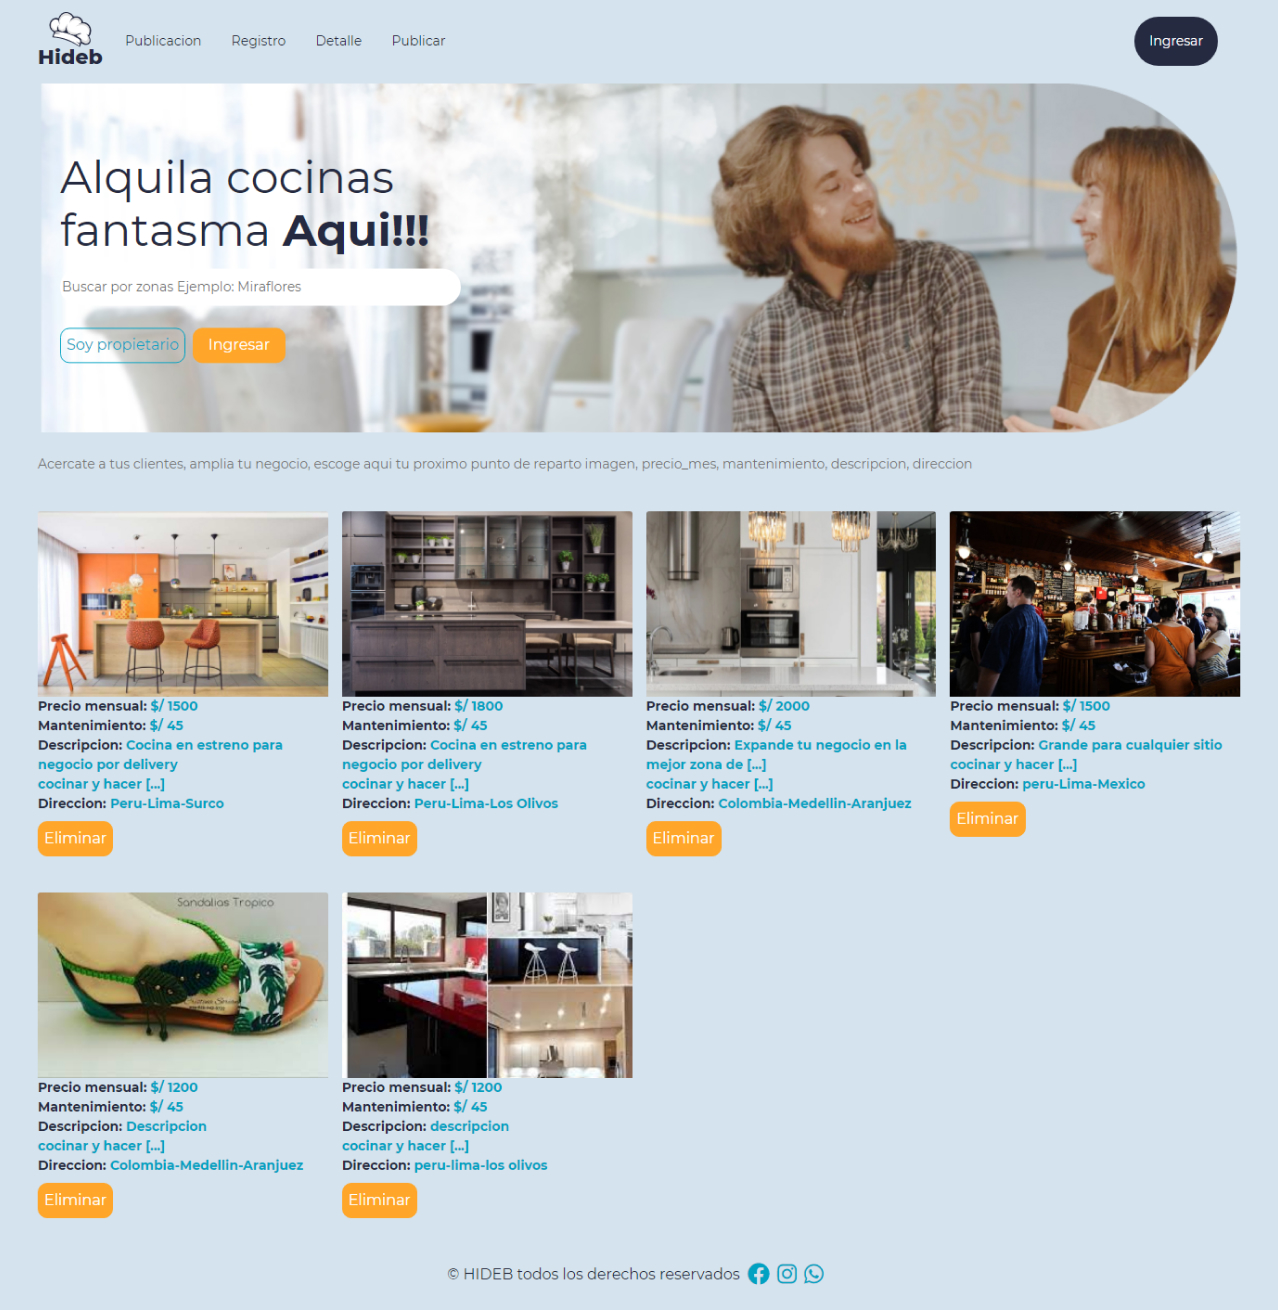 Hideb
Publicacion Registro Detalle Publicar
Ingresar
Alquila cocinas
fantasma Aqui!!!
Buscar por zonas Ejemplo: Miraflores
Soy propietario Ingresar
Acercate a tus clientes, amplia tu negocio, escoge aqui tu proximo punto de reparto imagen, precio_mes, mantenimiento, descripcion, direccion
Precio mensual: $/ 1500
Mantenimiento: $/ 45
Descripcion: Cocina en estreno para
negocio por delivery
cocinar y hacer [...]
Direccion: Peru-Lima-Surco
Eliminar
Precio mensual: $/ 1800
Mantenimiento: $/ 45
Descripcion: Cocina en estreno para
negocio por delivery
cocinar y hacer [...]
Direccion: Peru-Lima-Los Olivos
Eliminar
Precio mensual: $/ 2000
Mantenimiento: $/ 45
Descripcion: Expande tu negocio en la
mejor zona de [...]
cocinar y hacer [...]
Direccion: Colombia-Medellin-Aranjuez
Eliminar
Precio mensual: $/ 1500
Mantenimiento: $/ 45
Descripcion: Grande para cualquier sitio
cocinar y hacer [...]
Direccion: peru-Lima-Mexico
Eliminar
Sandalias Tropico
Precio mensual: $/ 1200
Mantenimiento: $/ 45
Descripcion: Descripcion
cocinar y hacer [...]
Direccion: Colombia-Medellin-Aranjuez
Eliminar
Precio mensual: $/ 1200
Mantenimiento: $/ 45
Descripcion: descripcion
cocinar y hacer [...]
Direccion: peru-lima-los olivos
Eliminar
© HIDEB todos los derechos reservados